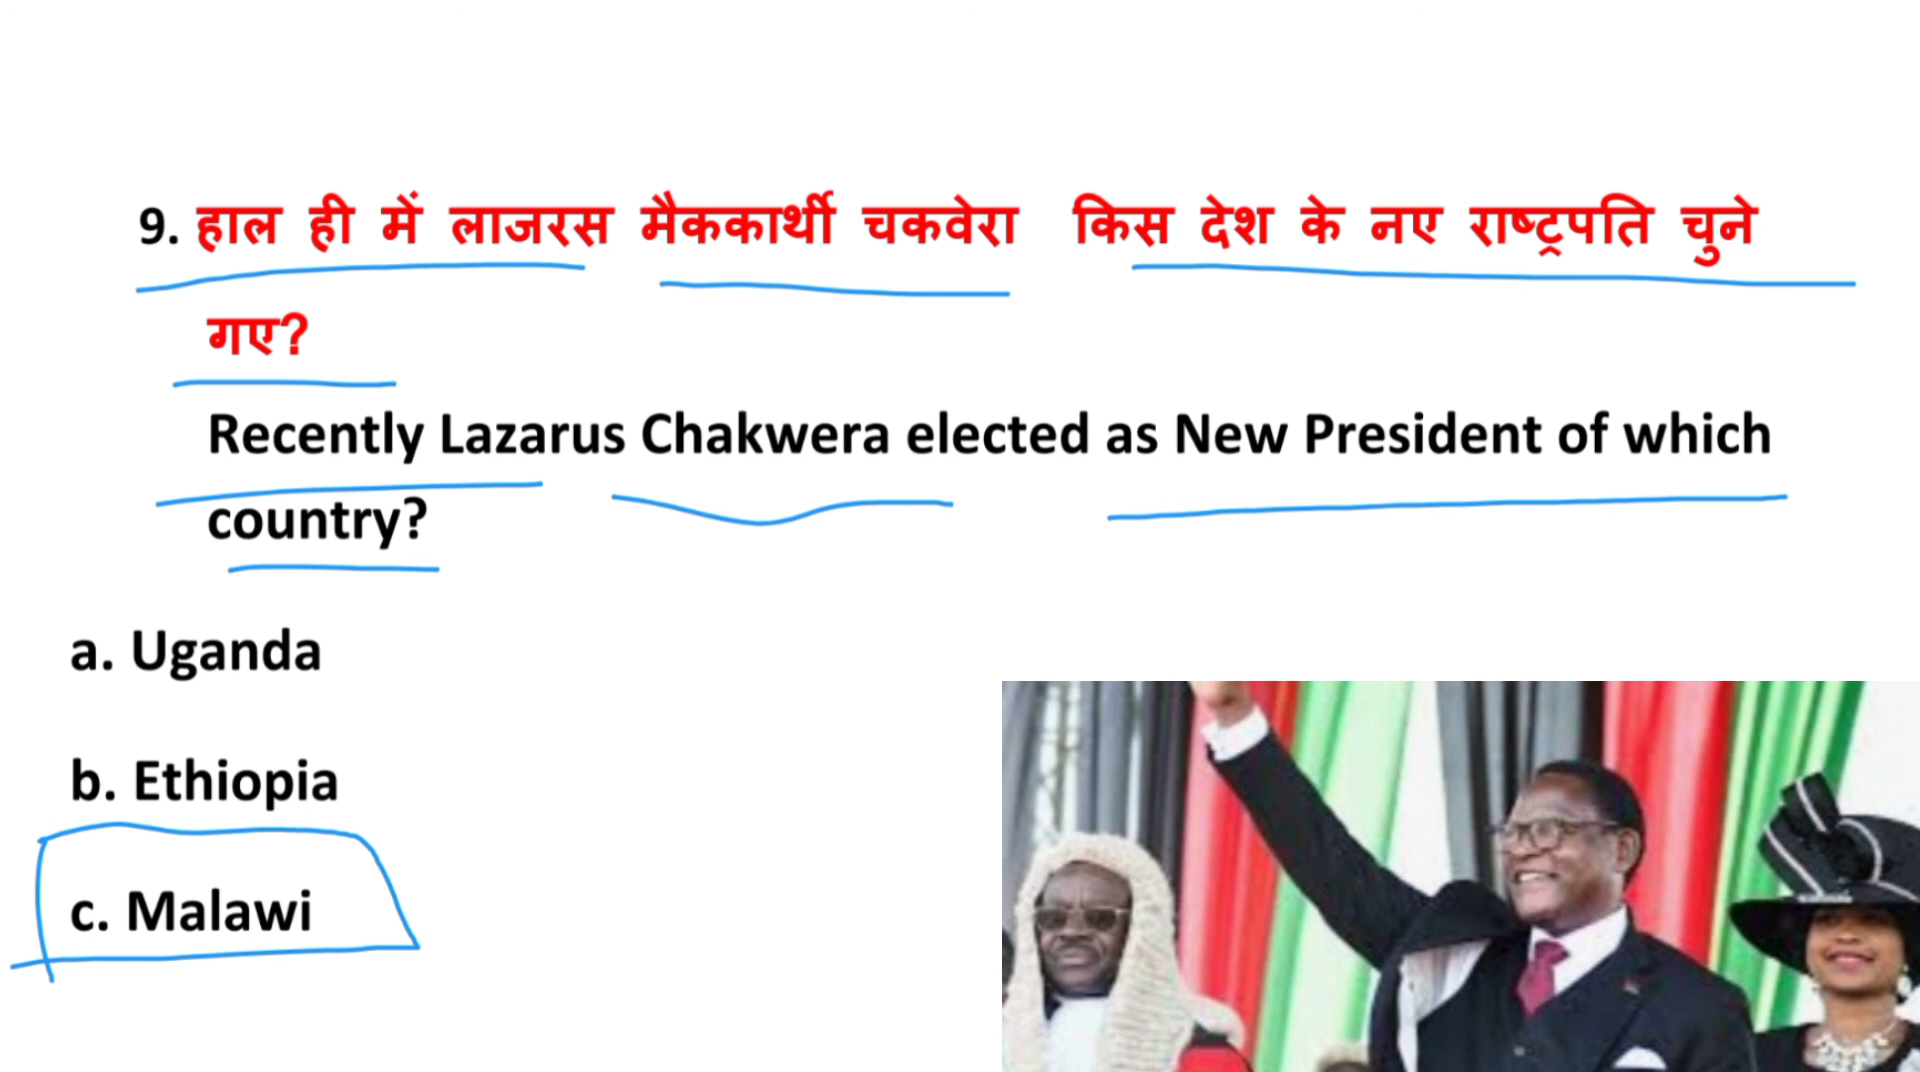 9. हाल ही में लाजरस मैककार्थी चकवेरा किस देश के नए राष्ट्रपति चुने
गए?
Recently Lazarus Chakwera elected as New President of which
country?
a. Uganda
b. Ethiopia
c. Malawi